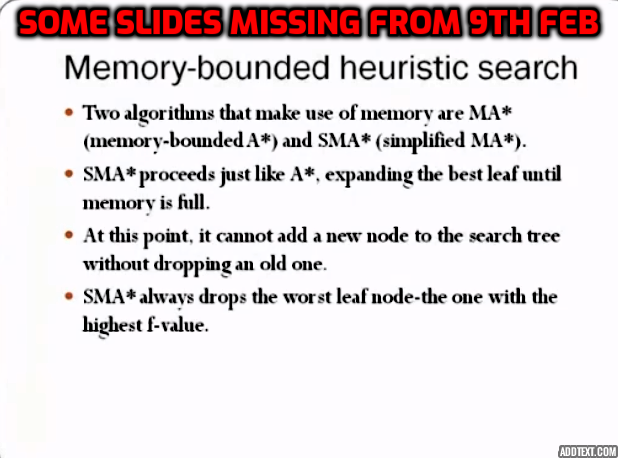 SOME SLIDES MISSING FROM 9TH FEB
Memory-bounded heuristic search
• Two algorithms that make use of memory are MA*
(memory-bounded A*) and SMA* (simplified MA*).
• SMA* proceeds just like A*, expanding the best leaf until
memory is full.
• At this point, it cannot add a new node to the search tree
without dropping an old one.
• SMA* always drops the worst leaf node-the one with the
highest f-value.
ADDTEXT.COM